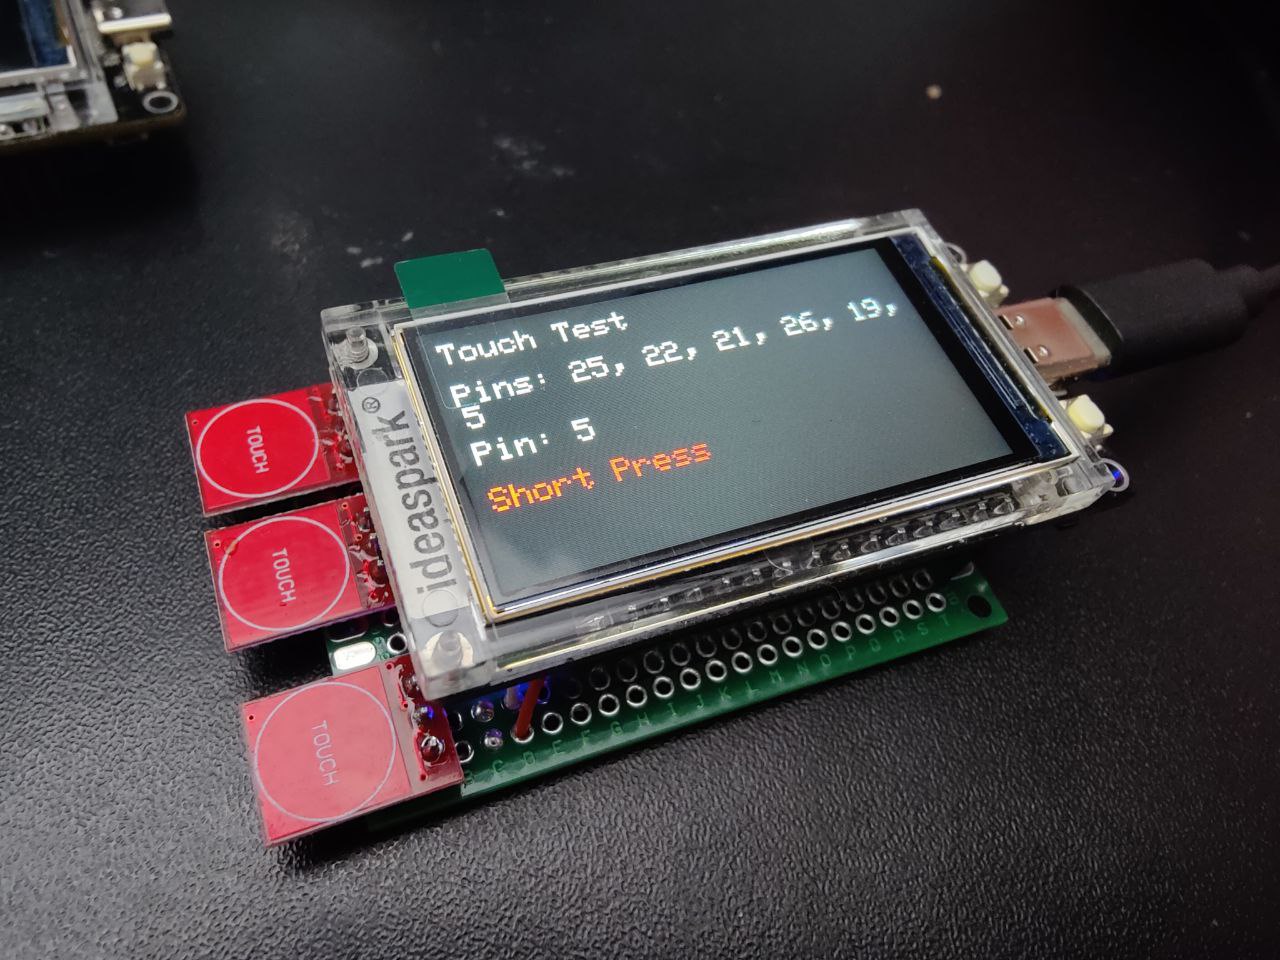 Touch Test
Pins: 25, 22, 21, 26, 19,
5
Pin: 5
Short Press
ideaspark®
TOUCH
TOUCH
TOUCH
C D E F G H I J K L M N O P Q R S T